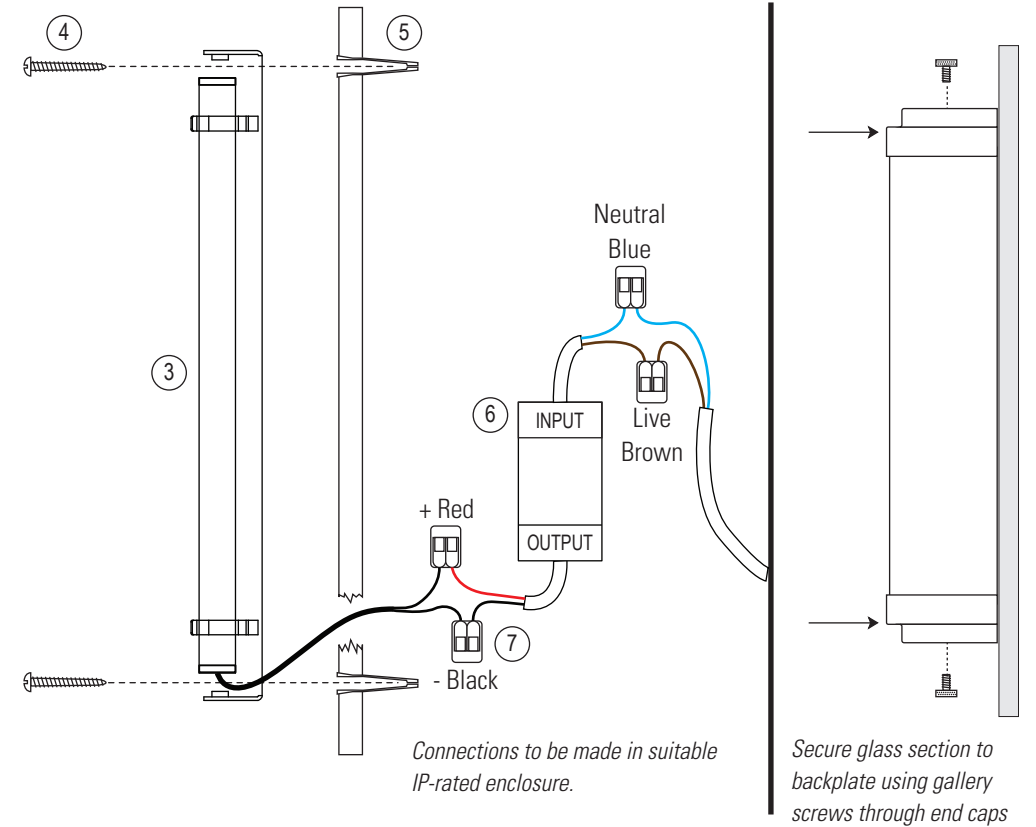 4
5
3
Neutral
Blue
6
INPUT
Live
Brown
+ Red
OUTPUT
7
- Black
Connections to be made in suitable
IP-rated enclosure.
Secure glass section to
backplate using gallery
screws through end caps